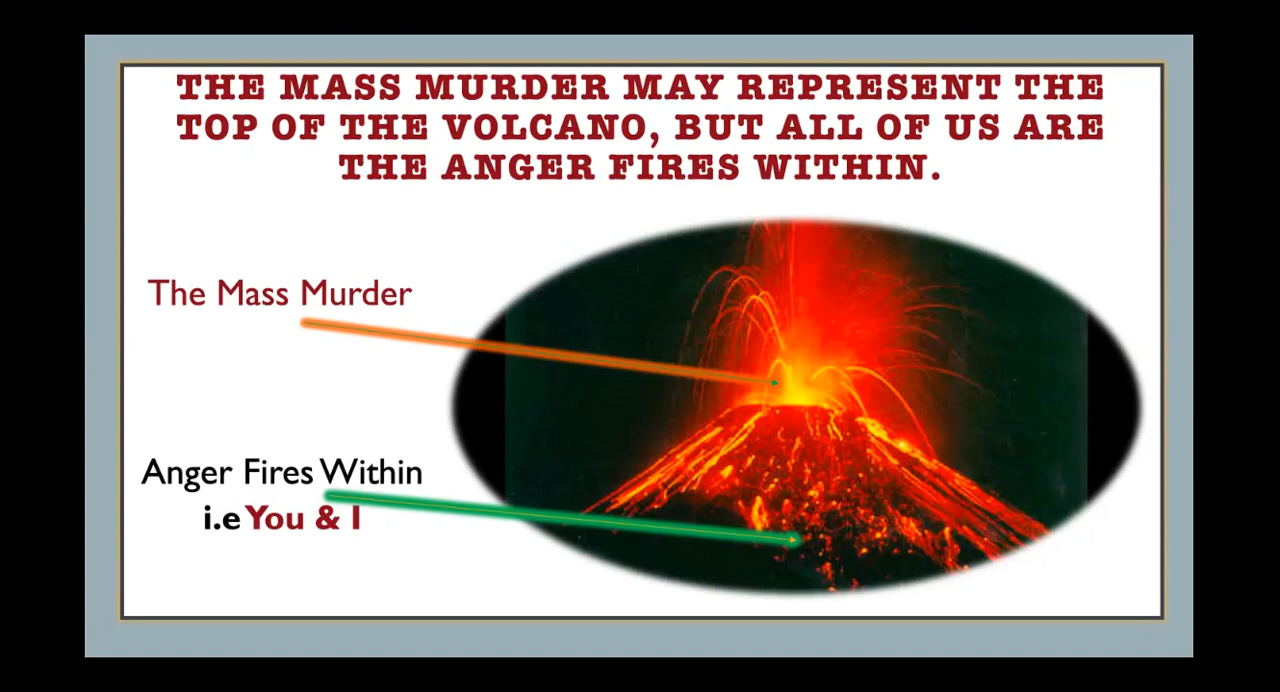 THE MASS MURDER MAY REPRESENT THE
TOP OF THE VOLCANO, BUT ALL OF US ARE
THE ANGER FIRES WITHIN.
The Mass Murder
Anger Fires Within
i.e You & I